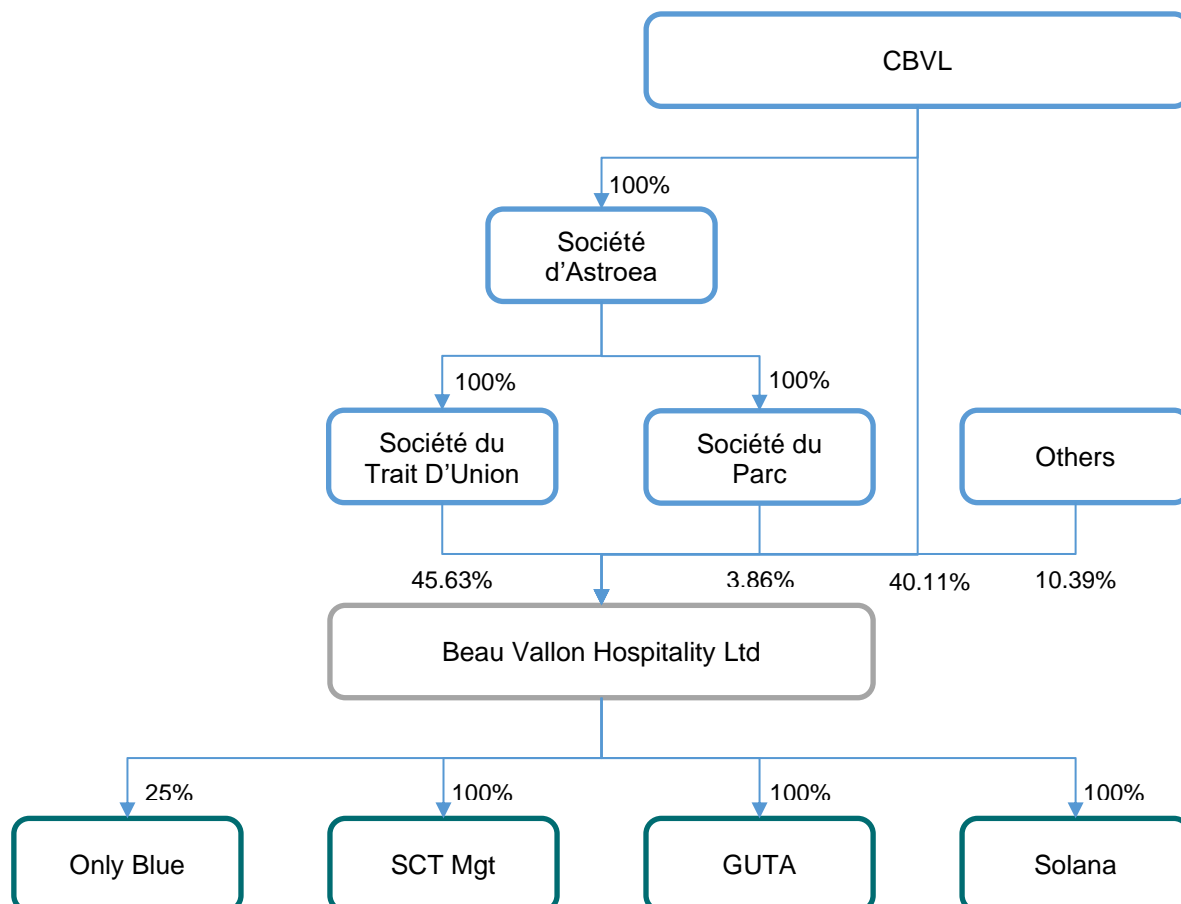 CBVL
100%
Société
d’Astroea
100%
100%
Société du
Trait D’Union
Société du
Parc
Others
45.63%
3.86%
40.11%
10.39%
Beau Vallon Hospitality Ltd
25%
100%
100%
100%
Only Blue
SCT Mgt
GUTA
Solana